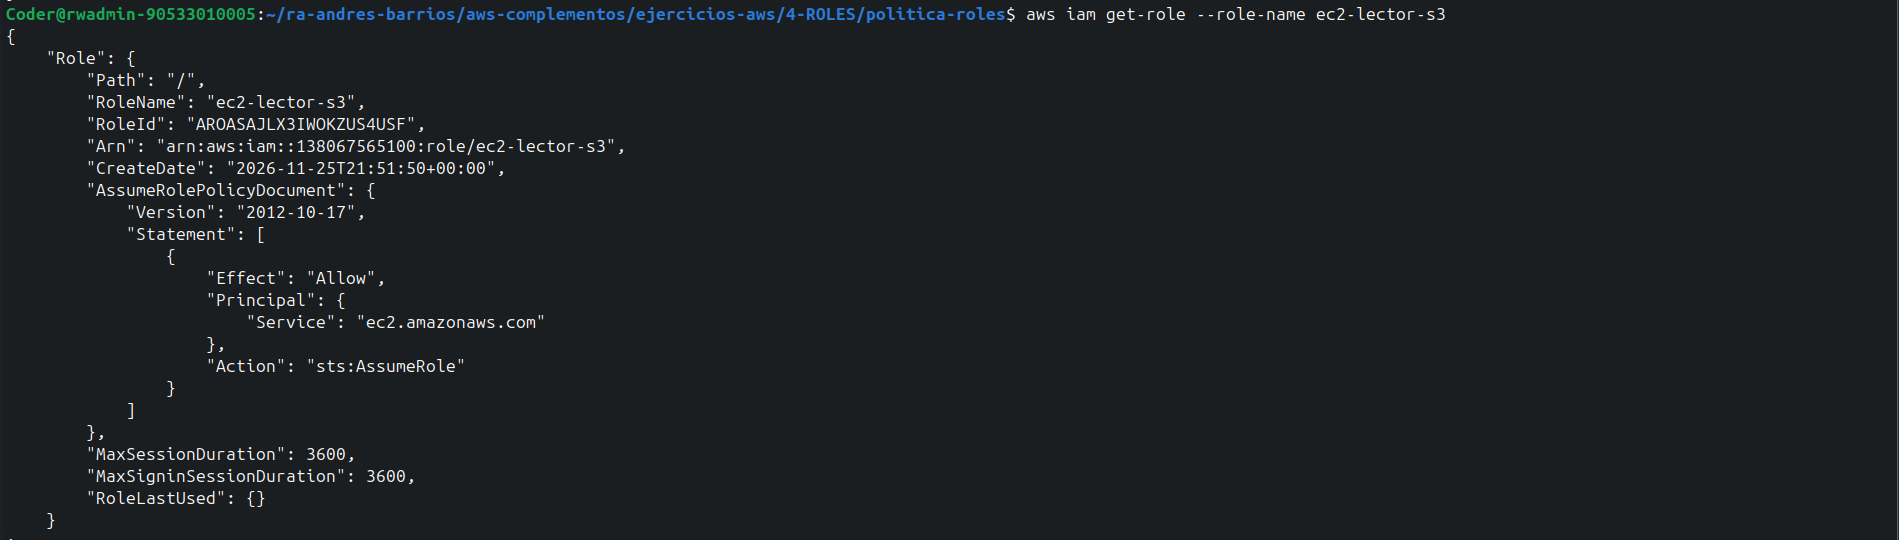 Coder@rwadmin-90533010005:~/ra-andres-barrios/aws-complementos/ejercicios-aws/4-ROLES/politica-roles$ aws iam get-role --role-name ec2-lector-s3
{
    "Role": {
        "Path": "/",
        "RoleName": "ec2-lector-s3",
        "RoleId": "AROASAJLX3IWOKZUS4USF",
        "Arn": "arn:aws:iam::138067565100:role/ec2-lector-s3",
        "CreateDate": "2026-11-25T21:51:50+00:00",
        "AssumeRolePolicyDocument": {
            "Version": "2012-10-17",
            "Statement": [
                {
                    "Effect": "Allow",
                    "Principal": {
                        "Service": "ec2.amazonaws.com"
                    },
                    "Action": "sts:AssumeRole"
                }
            ]
        },
        "MaxSessionDuration": 3600,
        "MaxSigninSessionDuration": 3600,
        "RoleLastUsed": {}
    }